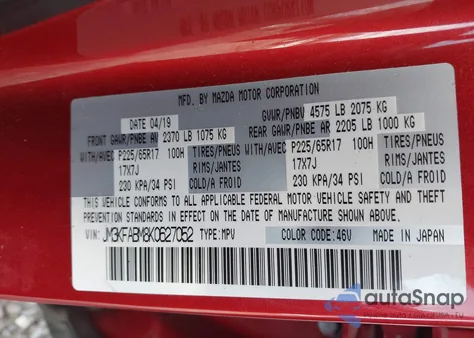 MFD. BY MAZDA MOTOR CORPORATION
DATE 04/19 GVWR/PNBV 4575 LB 2075 KG
FRONT GAWR/PNBE AV 2370 LB 1075 KG REAR GAWR/PNBE AR 2205 LB 1000 KG
WITH/AVEC P225/65R17 100H TIRES/PNEUS WITH/AVEC P225/65R17 100H TIRES/PNEUS
17X7J RIMS/JANTES 17X7J RIMS/JANTES
230 KPA/34 PSI COLD/A FROID 230 KPA/34 PSI COLD/A FROID
THIS VEHICLE CONFORMS TO ALL APPLICABLE FEDERAL MOTOR VEHICLE SAFETY AND THEFT
PREVENTION STANDARDS IN EFFECT ON THE DATE OF MANUFACTURE SHOWN ABOVE.
VIN: JM3KFABM8K0627052 TYPE: MPV COLOR CODE: 46V MADE IN JAPAN
autoSnap